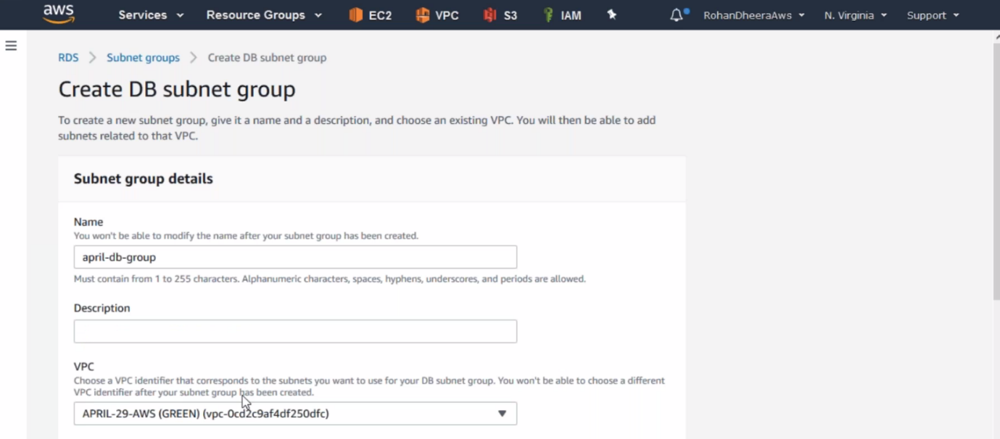 aws Services Resource Groups EC2 VPC S3 IAM RohanDheeraAws N. Virginia Support
RDS > Subnet groups > Create DB subnet group
Create DB subnet group
To create a new subnet group, give it a name and a description, and choose an existing VPC. You will then be able to add
subnets related to that VPC.
Subnet group details
Name
You won't be able to modify the name after your subnet group has been created.
april-db-group
Must contain from 1 to 255 characters. Alphanumeric characters, spaces, hyphens, underscores, and periods are allowed.
Description
VPC
Choose a VPC identifier that corresponds to the subnets you want to use for your DB subnet group. You won't be able to choose a different
VPC identifier after your subnet group has been created.
APRIL-29-AWS (GREEN) (vpc-0cd2c9af4df250dfc)